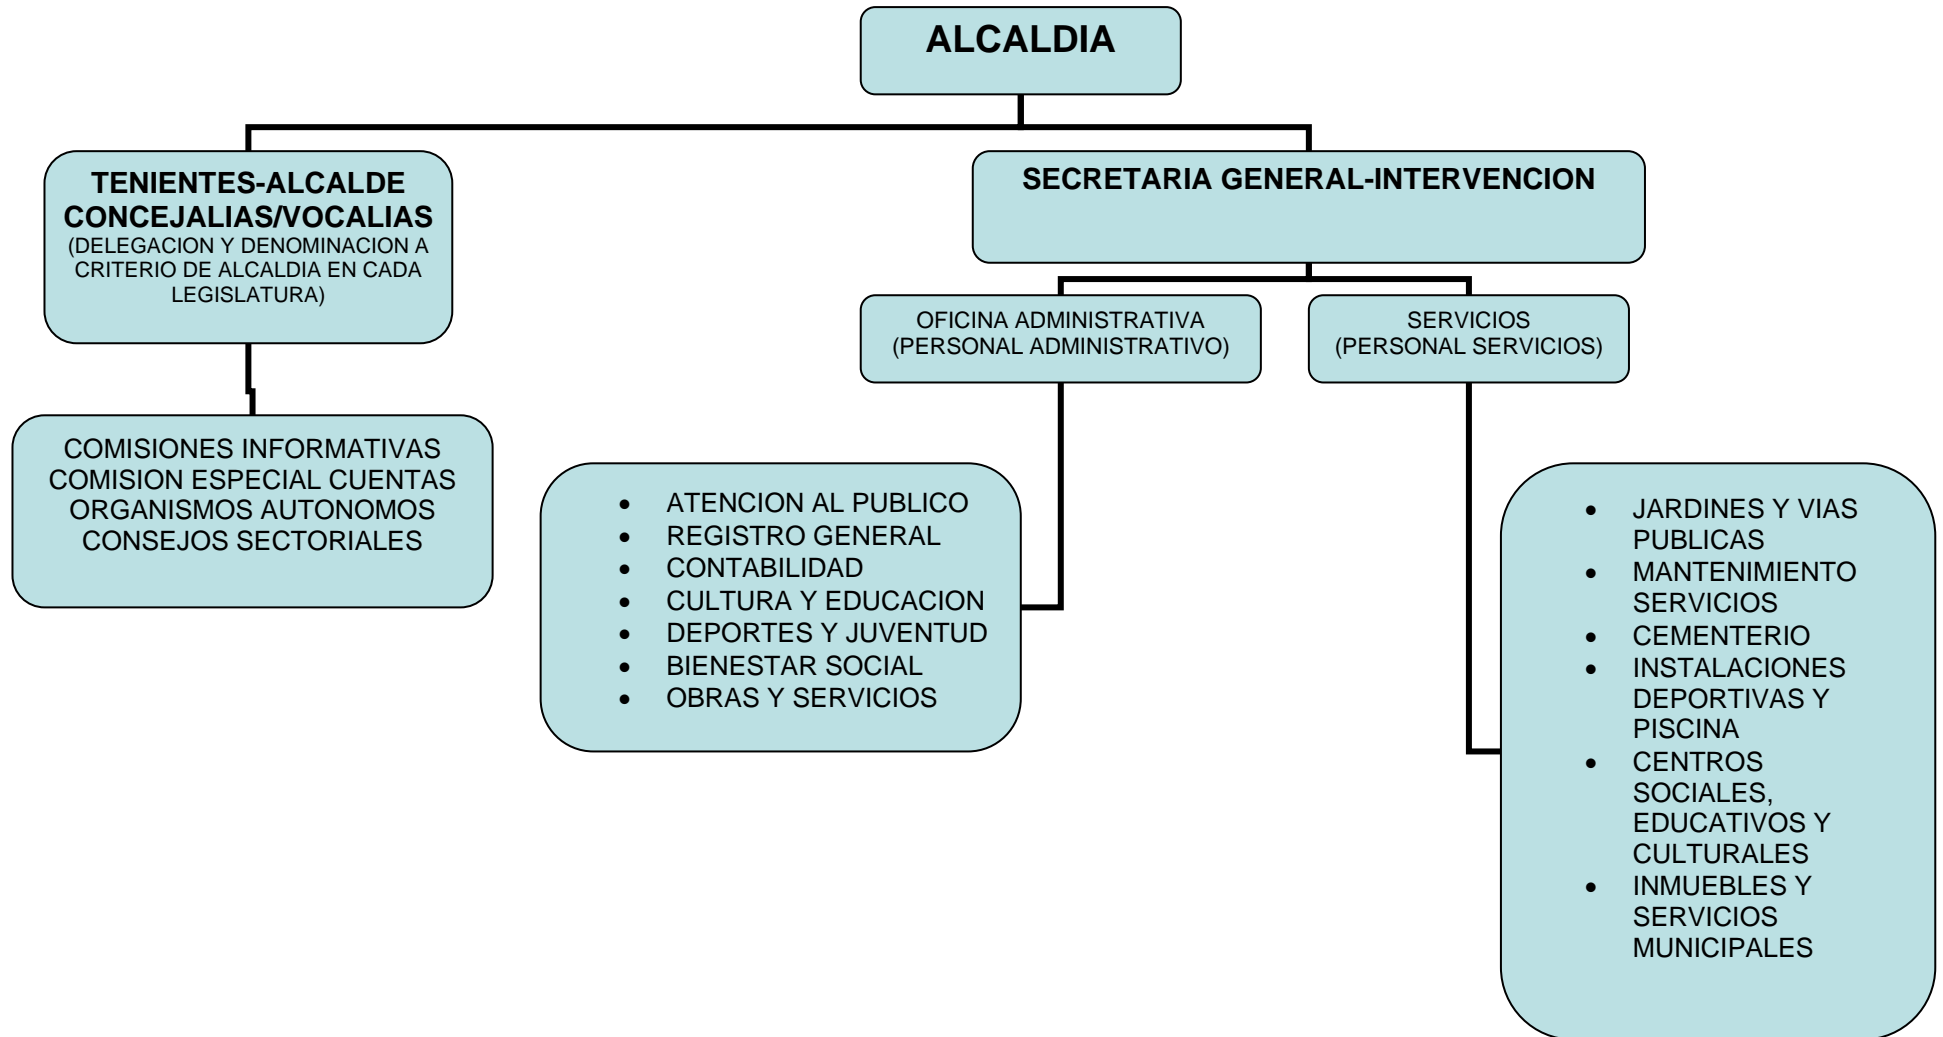 ALCALDIA
TENIENTES-ALCALDE
CONCEJALIAS/VOCALIAS
(DELEGACION Y DENOMINACION A
CRITERIO DE ALCALDIA EN CADA
LEGISLATURA)
SECRETARIA GENERAL-INTERVENCION
OFICINA ADMINISTRATIVA
(PERSONAL ADMINISTRATIVO)
SERVICIOS
(PERSONAL SERVICIOS)
COMISIONES INFORMATIVAS
COMISION ESPECIAL CUENTAS
ORGANISMOS AUTONOMOS
CONSEJOS SECTORIALES
• ATENCION AL PUBLICO
• REGISTRO GENERAL
• CONTABILIDAD
• CULTURA Y EDUCACION
• DEPORTES Y JUVENTUD
• BIENESTAR SOCIAL
• OBRAS Y SERVICIOS
• JARDINES Y VIAS
PUBLICAS
• MANTENIMIENTO
SERVICIOS
• CEMENTERIO
• INSTALACIONES
DEPORTIVAS Y
PISCINA
• CENTROS
SOCIALES,
EDUCATIVOS Y
CULTURALES
• INMUEBLES Y
SERVICIOS
MUNICIPALES